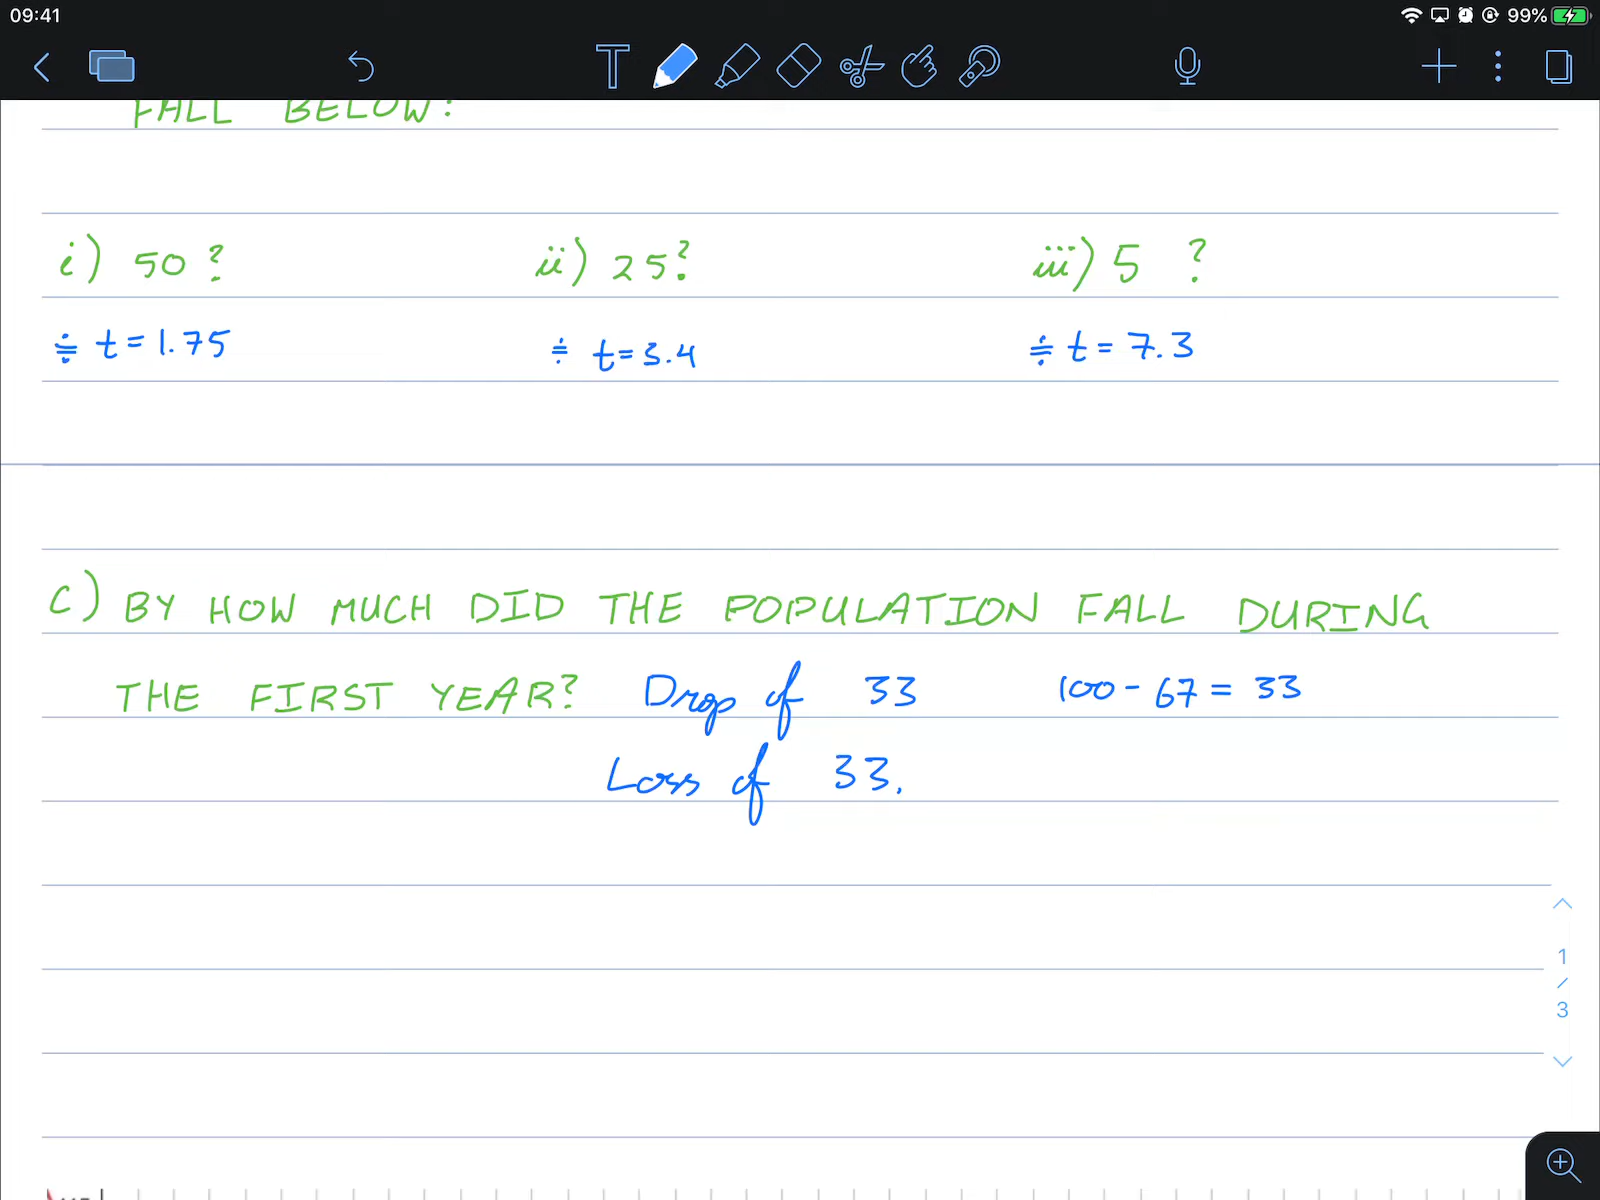 09:41 99%
FALL BELOW:
i) 50 ? ii) 25? iii) 5 ?
≑ t = 1.75 ≑ t = 3.4 ≑ t = 7.3
C) BY HOW MUCH DID THE POPULATION FALL DURING
THE FIRST YEAR? Drop of 33 100 - 67 = 33
Loss of 33.
1
/
3